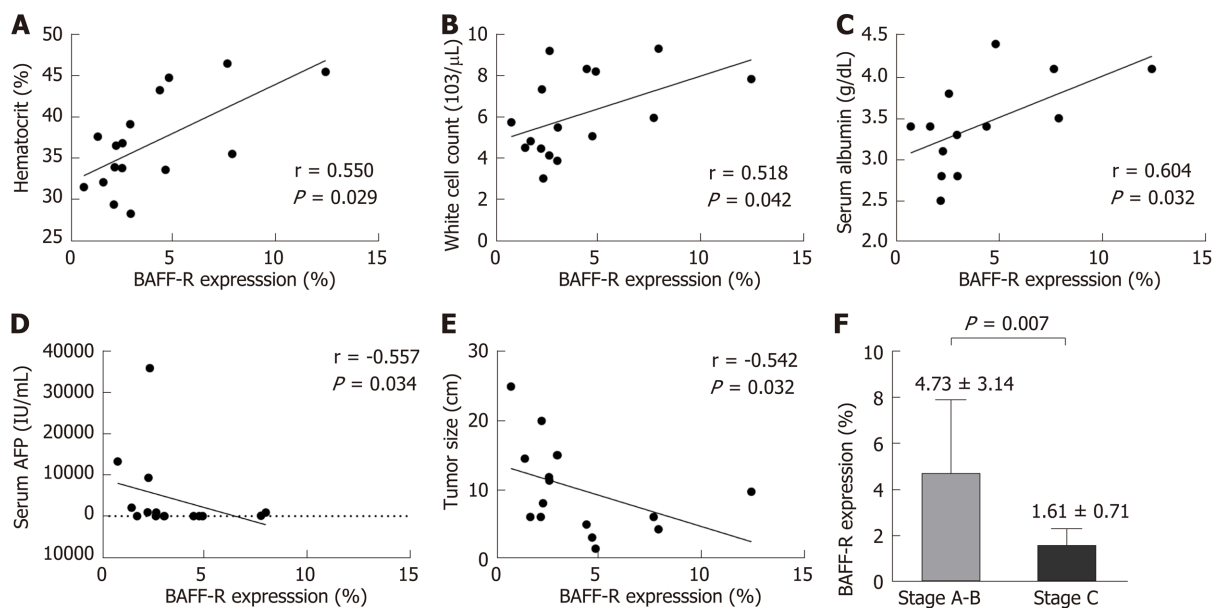 A
Hematocrit (%)
50
45
40
35
30
25
r = 0.550
P = 0.029
0
5
10
15
BAFF-R expresssion (%)
B
White cell count (103/μL)
10
8
6
4
2
0
r = 0.518
P = 0.042
0
5
10
15
BAFF-R expresssion (%)
C
Serum albumin (g/dL)
4.5
4.0
3.5
3.0
2.5
2.0
r = 0.604
P = 0.032
0
5
10
15
BAFF-R expresssion (%)
D
Serum AFP (IU/mL)
40000
30000
20000
10000
0
10000
r = -0.557
P = 0.034
0
5
10
15
BAFF-R expresssion (%)
E
Tumor size (cm)
30
20
10
0
r = -0.542
P = 0.032
0
5
10
15
BAFF-R expresssion (%)
F
P = 0.007
BAFF-R expression (%)
10
8
6
4
2
0
4.73 ± 3.14
1.61 ± 0.71
Stage A-B
Stage C